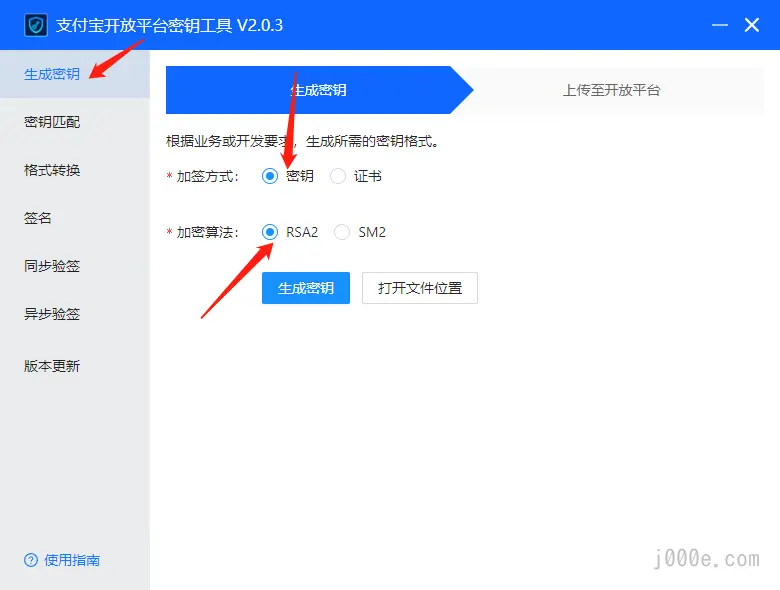 支付宝开放平台密钥工具 V2.0.3
生成密钥
密钥匹配
格式转换
签名
同步验签
异步验签
版本更新
使用指南
生成密钥
上传至开放平台
根据业务或开发要求，生成所需的密钥格式。
* 加签方式： 密钥 证书
* 加密算法： RSA2 SM2
生成密钥 打开文件位置
j000e.com